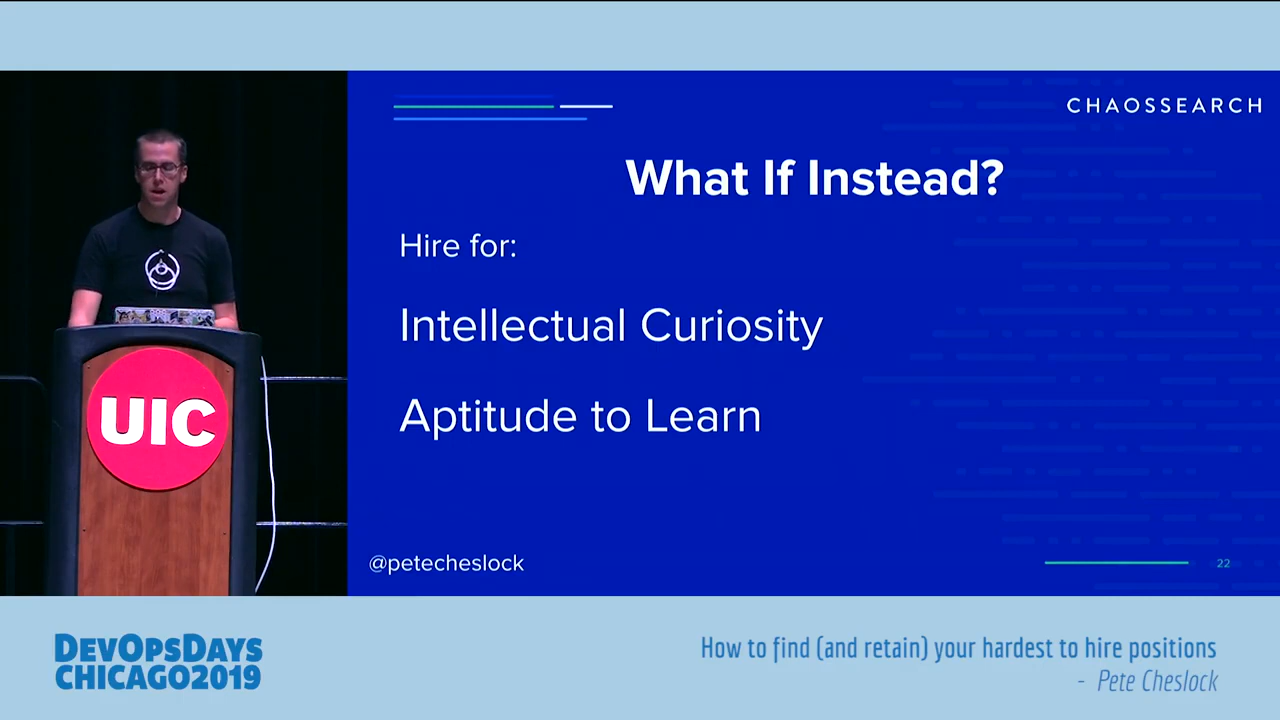 CHAOSSEARCH
What If Instead?
Hire for:
Intellectual Curiosity
Aptitude to Learn
UIC
@petecheslock
22
DEVOPSDAYS
CHICAGO2019
How to find (and retain) your hardest to hire positions
- Pete Cheslock